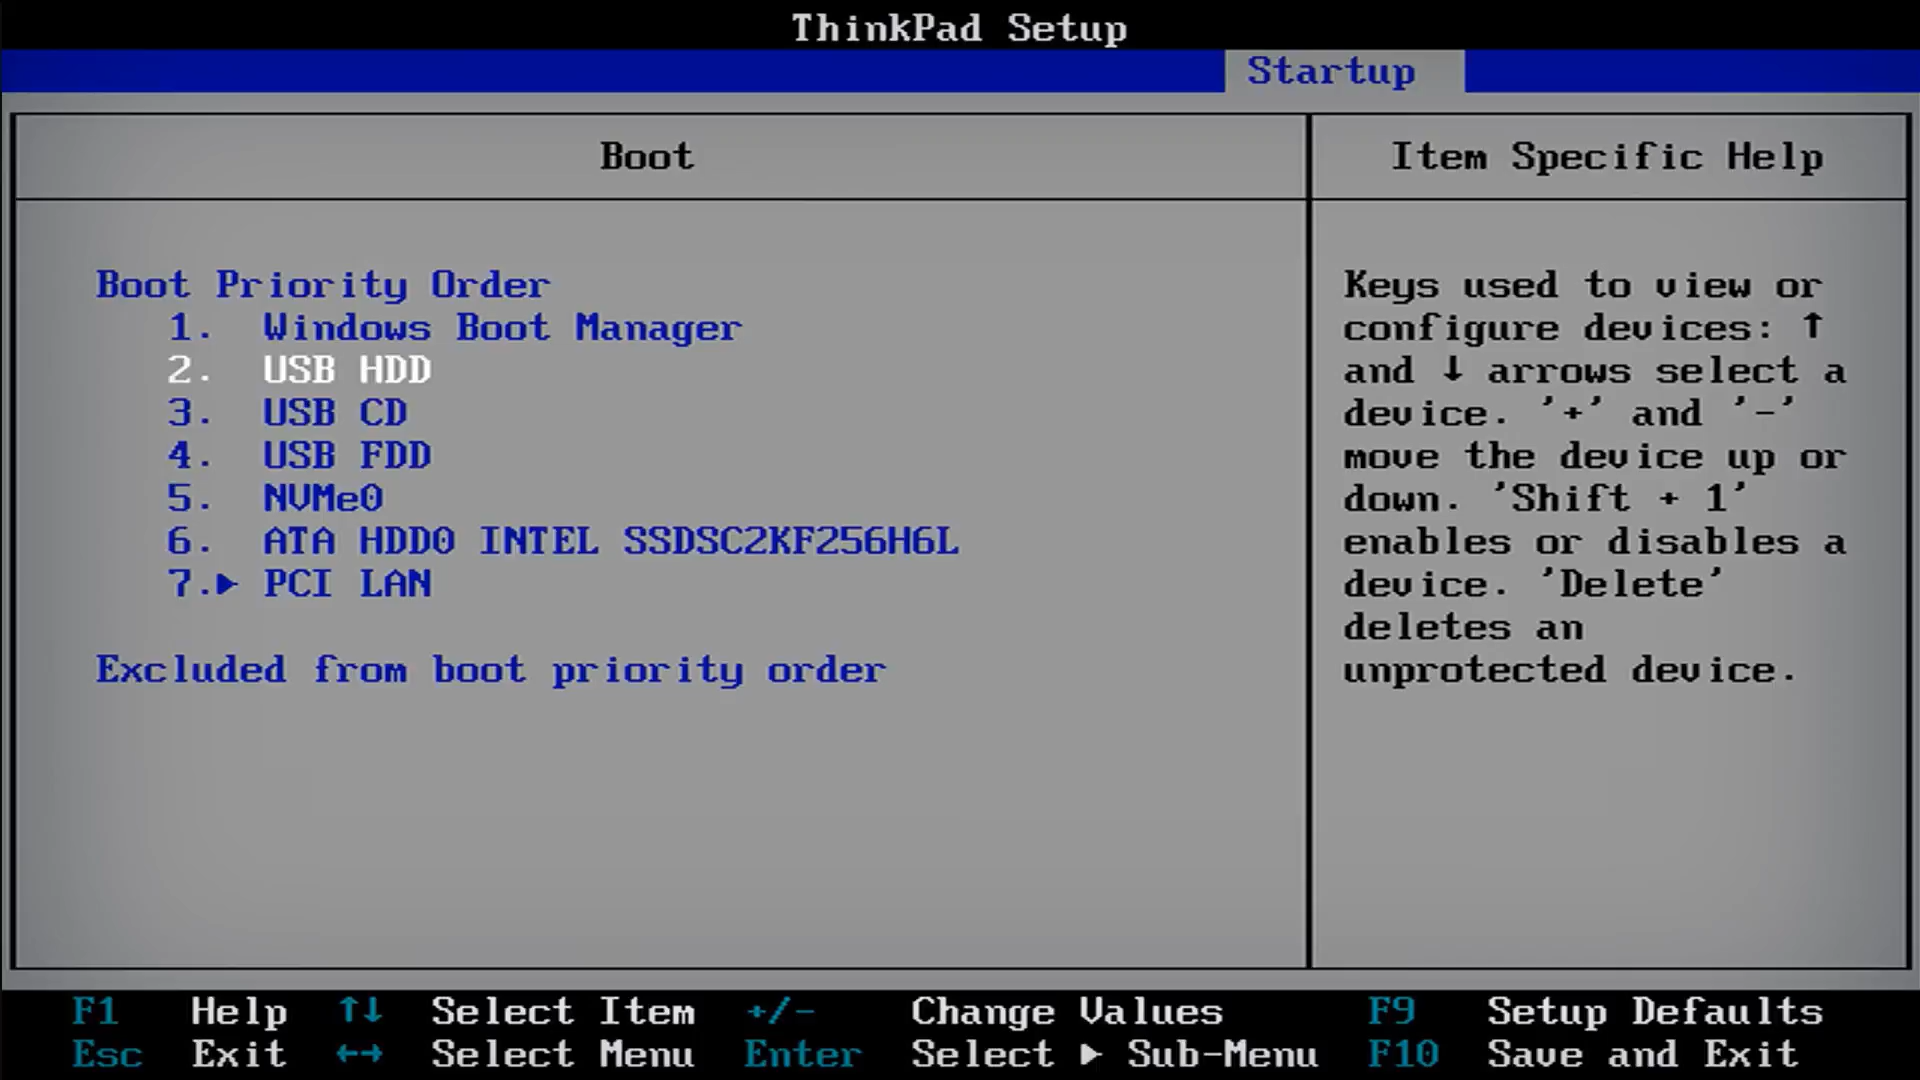 ThinkPad Setup
Startup
Boot
Item Specific Help
Boot Priority Order
1. Windows Boot Manager
2. USB HDD
3. USB CD
4. USB FDD
5. NVMe0
6. ATA HDD0 INTEL SSDSC2KF256H6L
7.▶ PCI LAN
Excluded from boot priority order
Keys used to view or
configure devices: ↑
and ↓ arrows select a
device. '+' and '-'
move the device up or
down. 'Shift + 1'
enables or disables a
device. 'Delete'
deletes an
unprotected device.
F1 Help ↑↓ Select Item +/- Change Values F9 Setup Defaults
Esc Exit ←→ Select Menu Enter Select ▶ Sub-Menu F10 Save and Exit